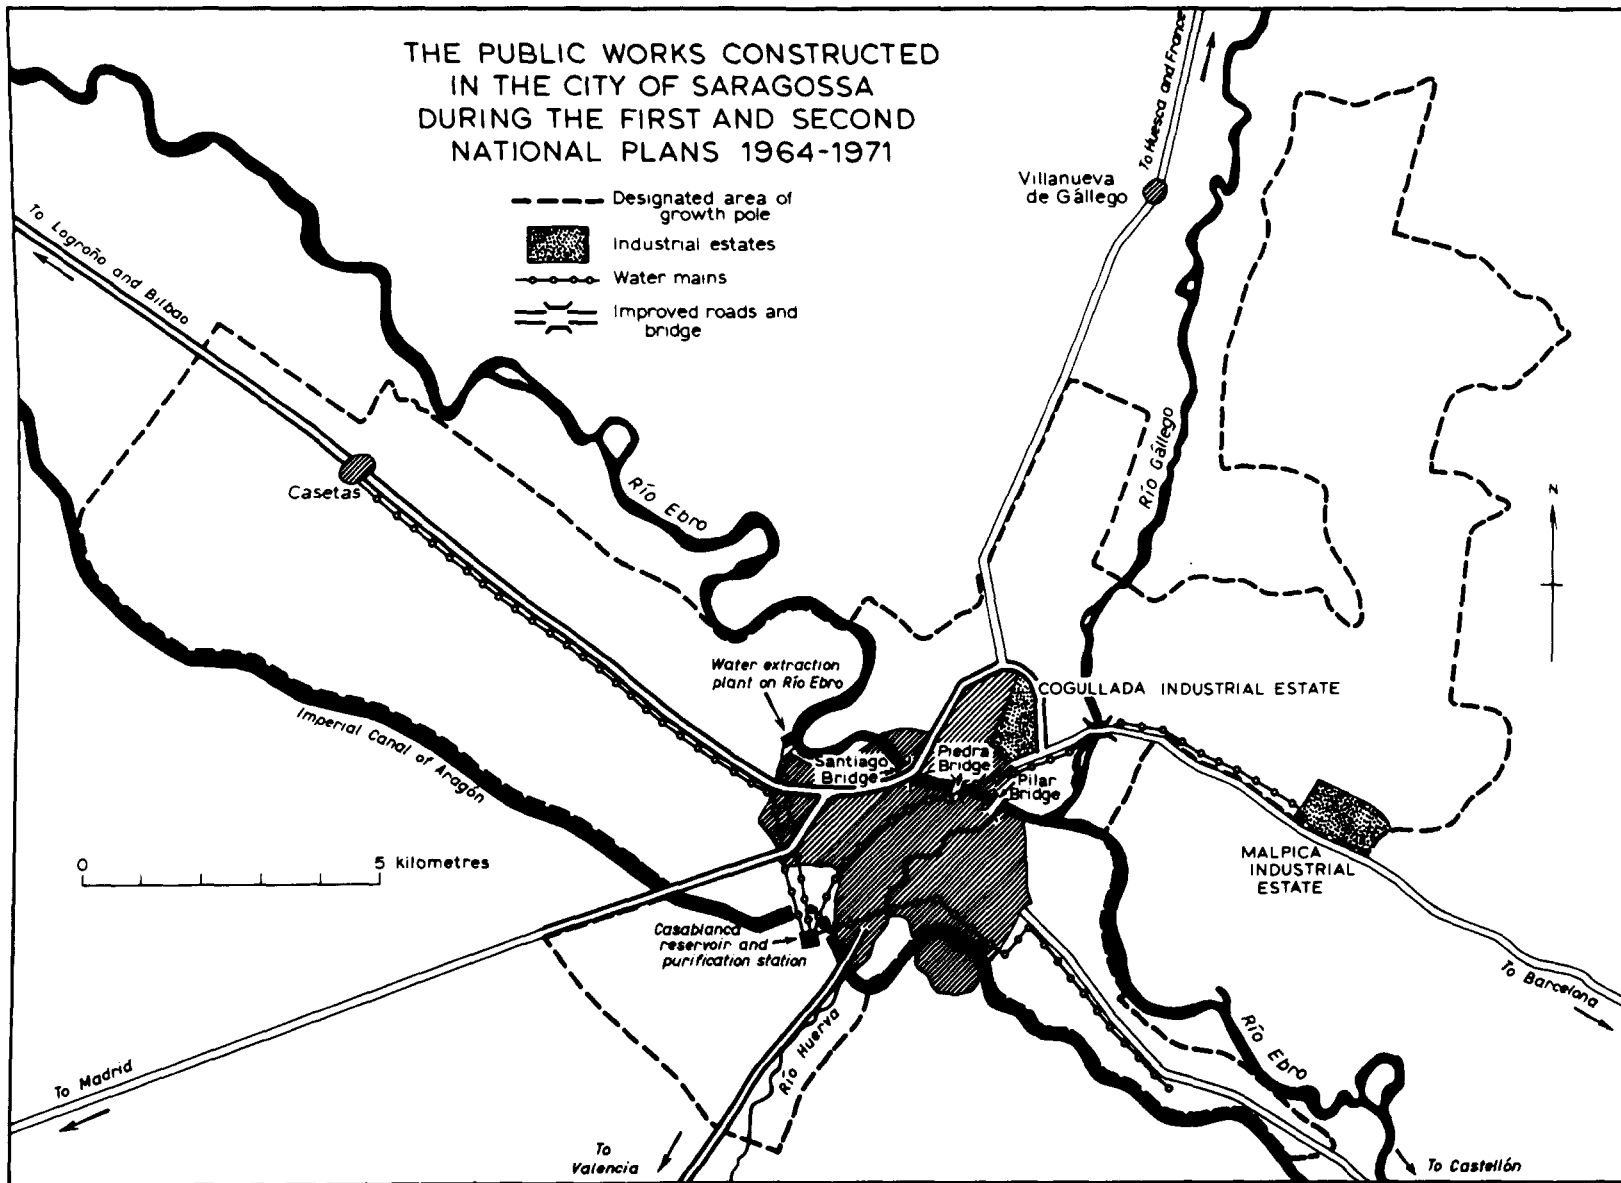 THE PUBLIC WORKS CONSTRUCTED
IN THE CITY OF SARAGOSSA
DURING THE FIRST AND SECOND
NATIONAL PLANS 1964-1971
Designated area of
growth pole
Industrial estates
Water mains
Improved roads and
bridge
To Huesca and France
Villanueva
de Gállego
To Logroño and Bilbao
Casetas
Río Ebro
Río Gállego
N
Water extraction
plant on Río Ebro
COGULLADA INDUSTRIAL ESTATE
Imperial Canal of Aragón
Santiago
Bridge
Piedra
Bridge
Pilar
Bridge
0 5 kilometres
MALPICA
INDUSTRIAL
ESTATE
Casablanca
reservoir and
purification station
To Barcelona
Río Huerva
Río Ebro
To Madrid
To
Valencia
To Castellón